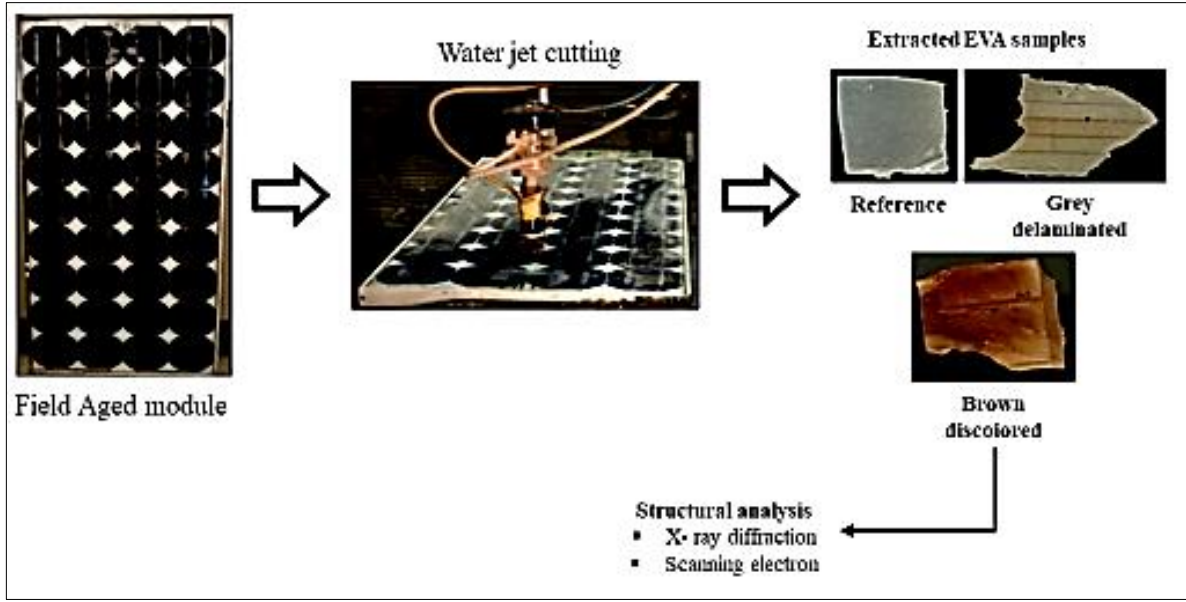 Water jet cutting
Extracted EVA samples
Reference
Grey
delaminated
Field Aged module
Brown
discolored
Structural analysis
▪ X- ray diffraction
▪ Scanning electron